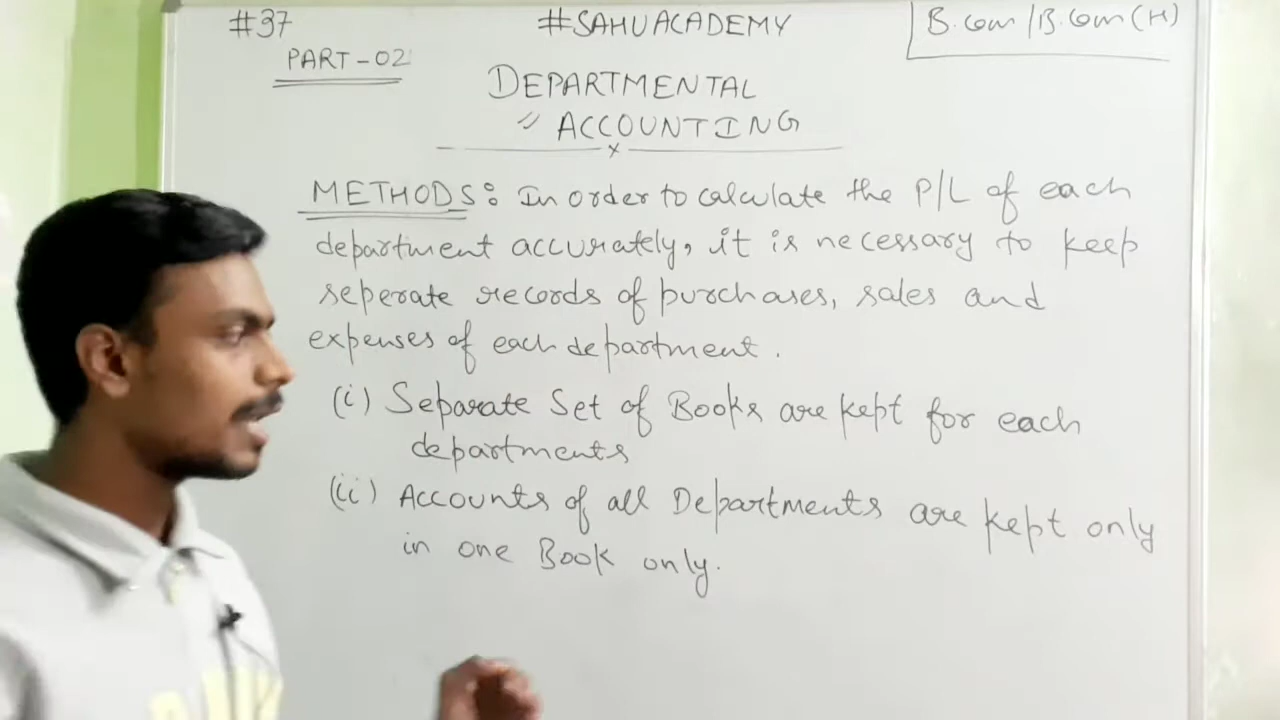 #37
#SAHUACADEMY
B.Com/B.Com(H)
PART-02
DEPARTMENTAL
ACCOUNTING
METHODS: In order to calculate the P/L of each
department accurately, it is necessary to keep
seperate records of purchases, sales and
expenses of each department.
(i) Separate Set of Books are kept for each
departments
(ii) Accounts of all Departments are kept only
in one Book only.